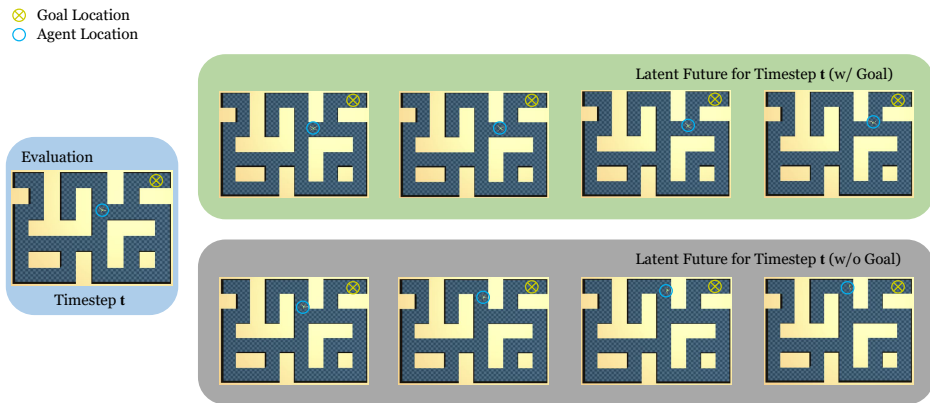 Goal Location
Agent Location
Latent Future for Timestep t (w/ Goal)
Evaluation
Timestep t
Latent Future for Timestep t (w/o Goal)